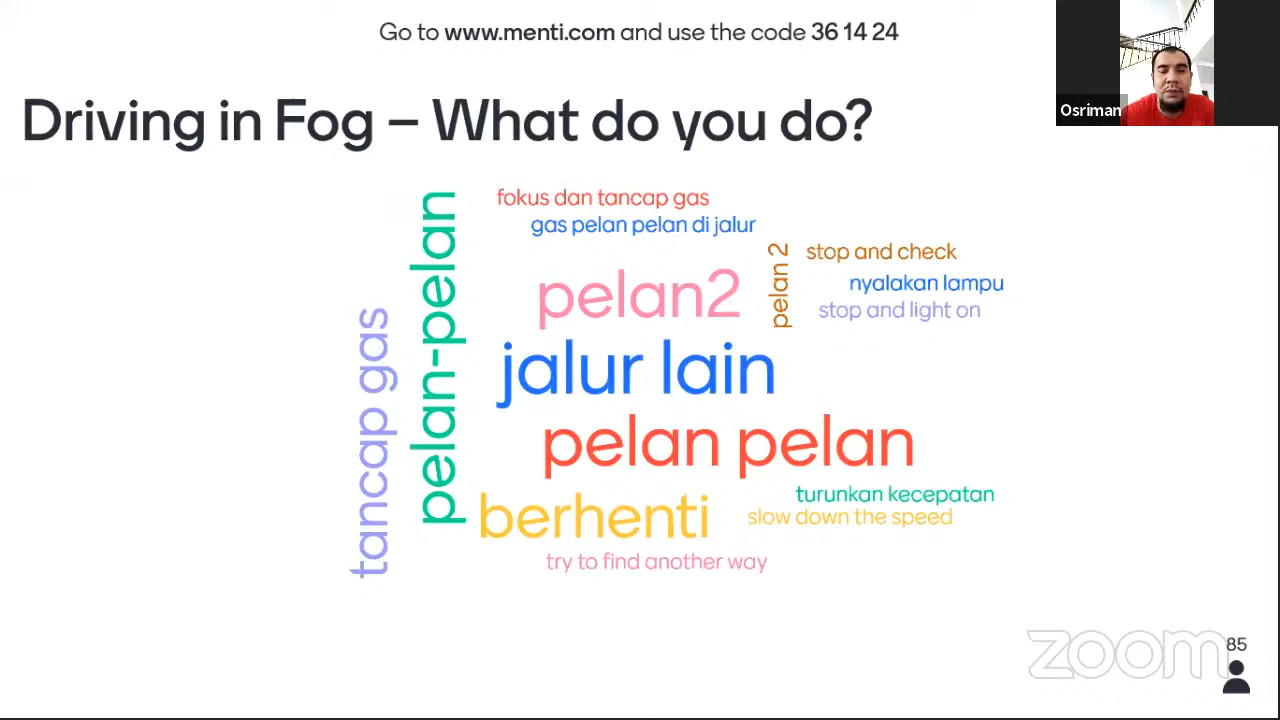 Go to www.menti.com and use the code 36 14 24
Osriman
Driving in Fog – What do you do?
fokus dan tancap gas
gas pelan pelan di jalur
pelan-pelan
tancap gas
pelan2
pelan 2
stop and check
nyalakan lampu
stop and light on
jalur lain
pelan pelan
berhenti
turunkan kecepatan
slow down the speed
try to find another way
zoom
85